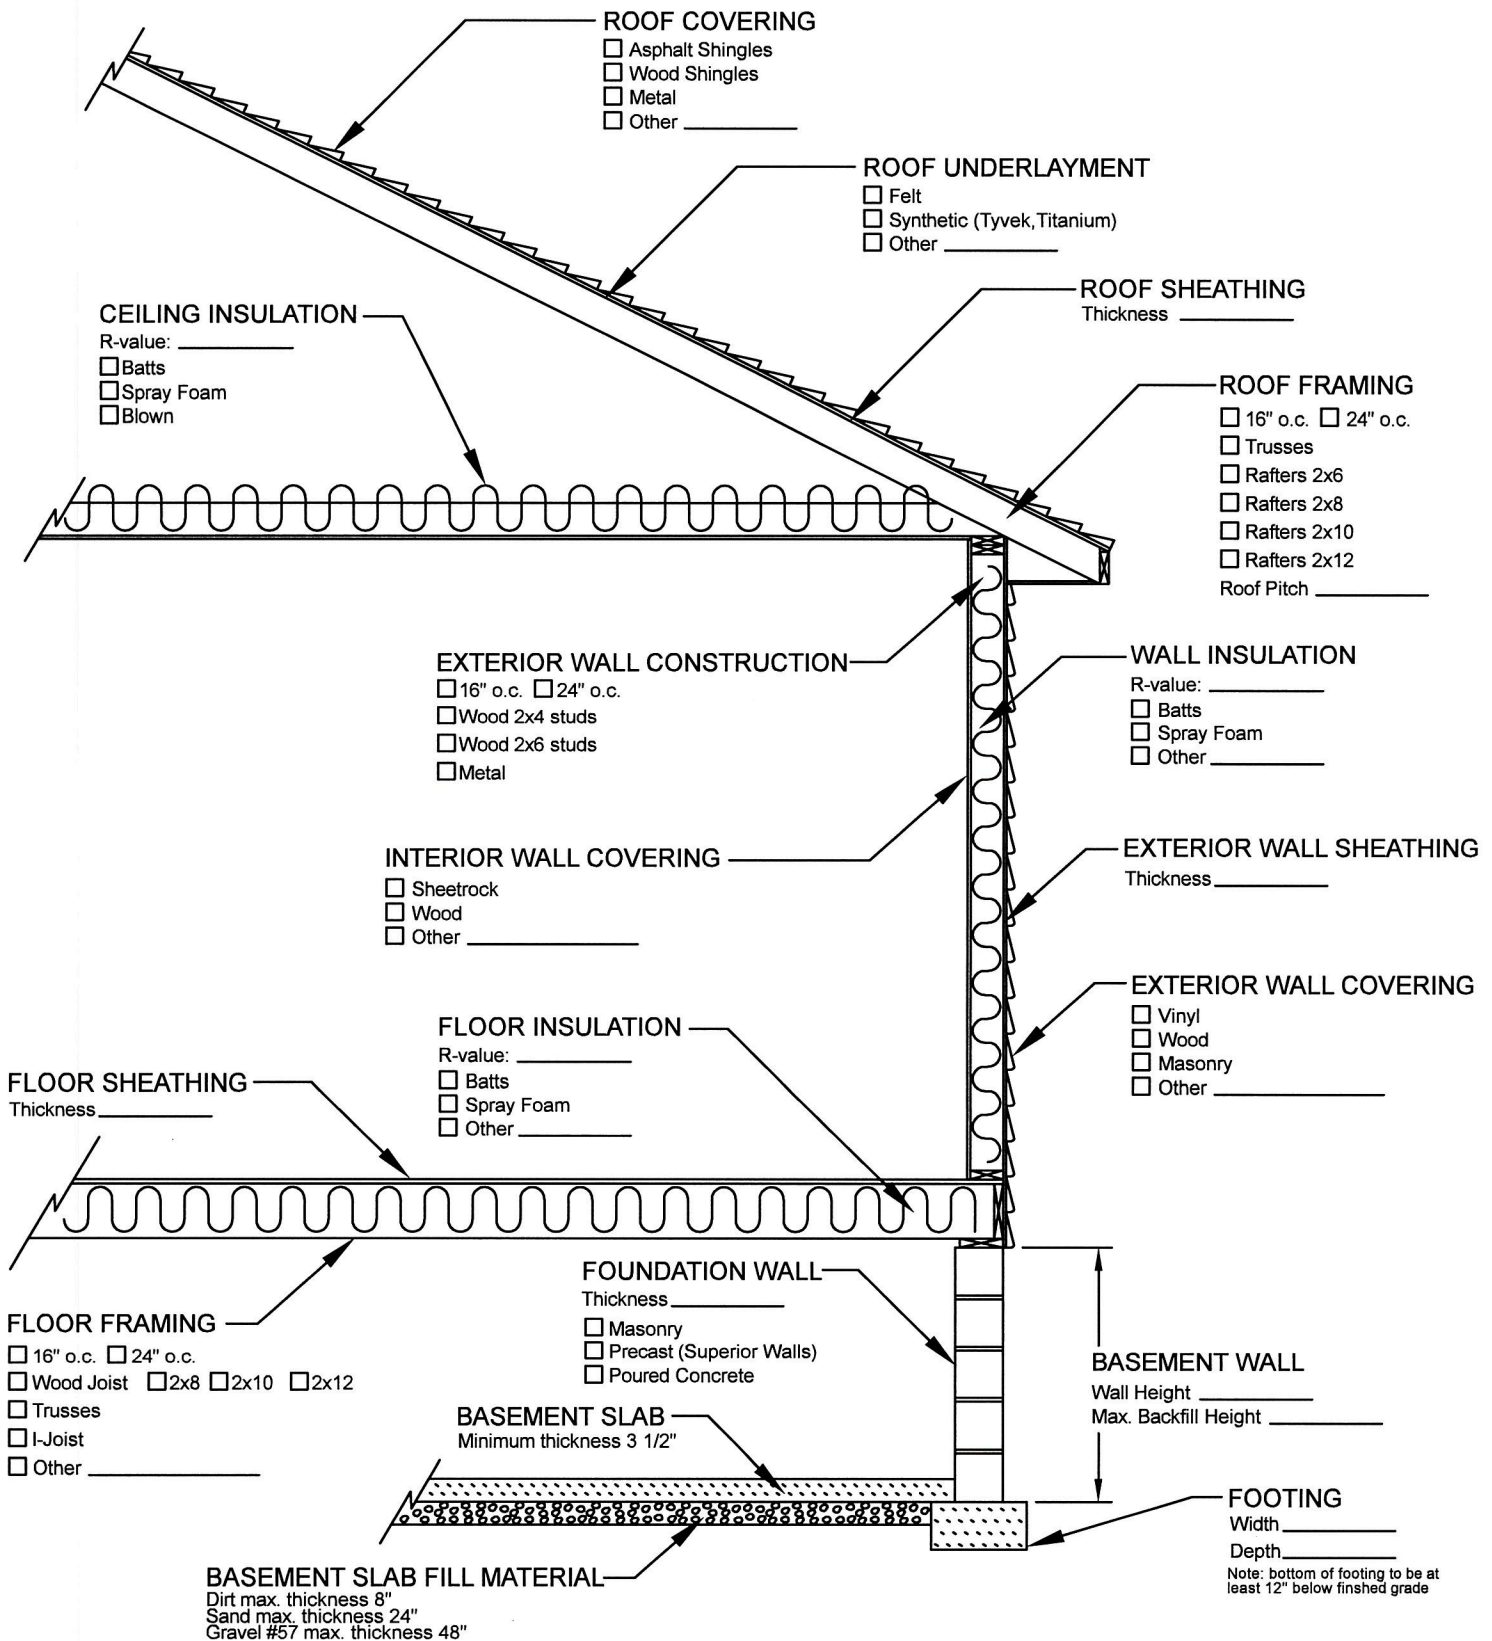 ROOF COVERING
Asphalt Shingles
Wood Shingles
Metal
Other
ROOF UNDERLAYMENT
Felt
Synthetic (Tyvek,Titanium)
Other
ROOF SHEATHING
Thickness
CEILING INSULATION
R-value:
Batts
Spray Foam
Blown
ROOF FRAMING
16" o.c. 24" o.c.
Trusses
Rafters 2x6
Rafters 2x8
Rafters 2x10
Rafters 2x12
Roof Pitch
EXTERIOR WALL CONSTRUCTION
16" o.c. 24" o.c.
Wood 2x4 studs
Wood 2x6 studs
Metal
WALL INSULATION
R-value:
Batts
Spray Foam
Other
INTERIOR WALL COVERING
Sheetrock
Wood
Other
EXTERIOR WALL SHEATHING
Thickness
EXTERIOR WALL COVERING
Vinyl
Wood
Masonry
Other
FLOOR INSULATION
R-value:
Batts
Spray Foam
Other
FLOOR SHEATHING
Thickness
FOUNDATION WALL
Thickness
Masonry
Precast (Superior Walls)
Poured Concrete
FLOOR FRAMING
16" o.c. 24" o.c.
Wood Joist 2x8 2x10 2x12
Trusses
I-Joist
Other
BASEMENT WALL
Wall Height
Max. Backfill Height
BASEMENT SLAB
Minimum thickness 3 1/2"
FOOTING
Width
Depth
Note: bottom of footing to be at
least 12" below finshed grade
BASEMENT SLAB FILL MATERIAL
Dirt max. thickness 8"
Sand max. thickness 24"
Gravel #57 max. thickness 48"